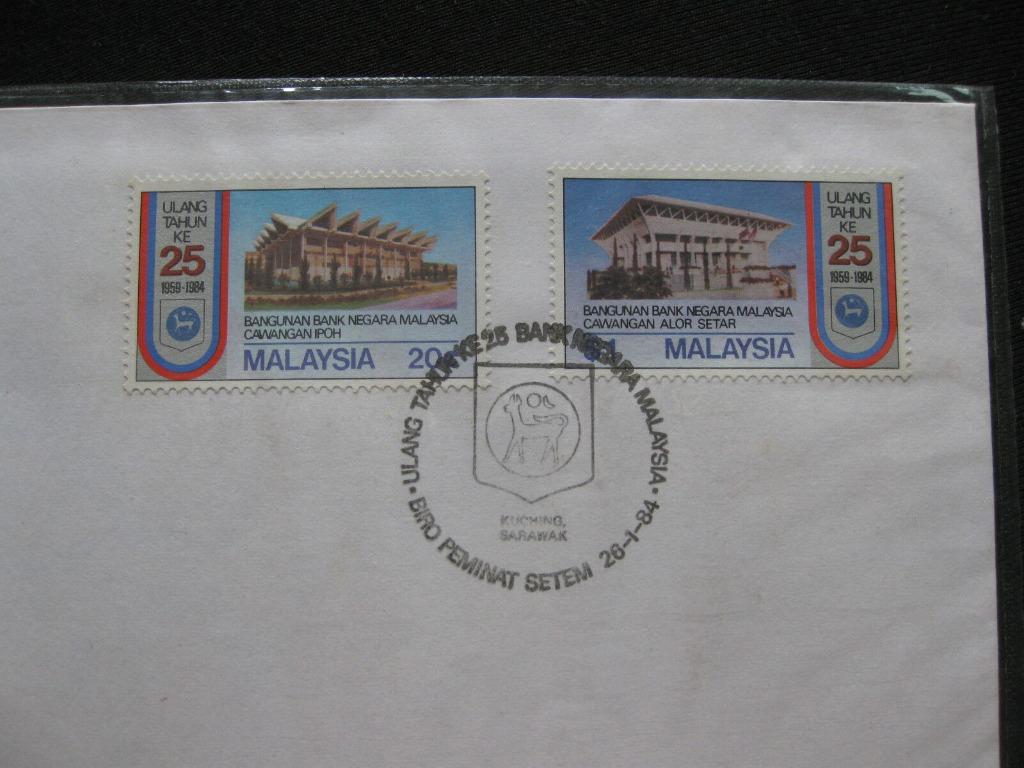 ULANG
TAHUN
KE
25
1959-1984
BANGUNAN BANK NEGARA MALAYSIA
CAWANGAN IPOH
MALAYSIA 20
ULANG
TAHUN
KE
25
1959-1984
BANGUNAN BANK NEGARA MALAYSIA
CAWANGAN ALOR SETAR
$1 MALAYSIA
• ULANG TAHUN KE 25 BANK NEGARA MALAYSIA •
KUCHING,
SARAWAK
BIRO PEMINAT SETEM 26-1-84